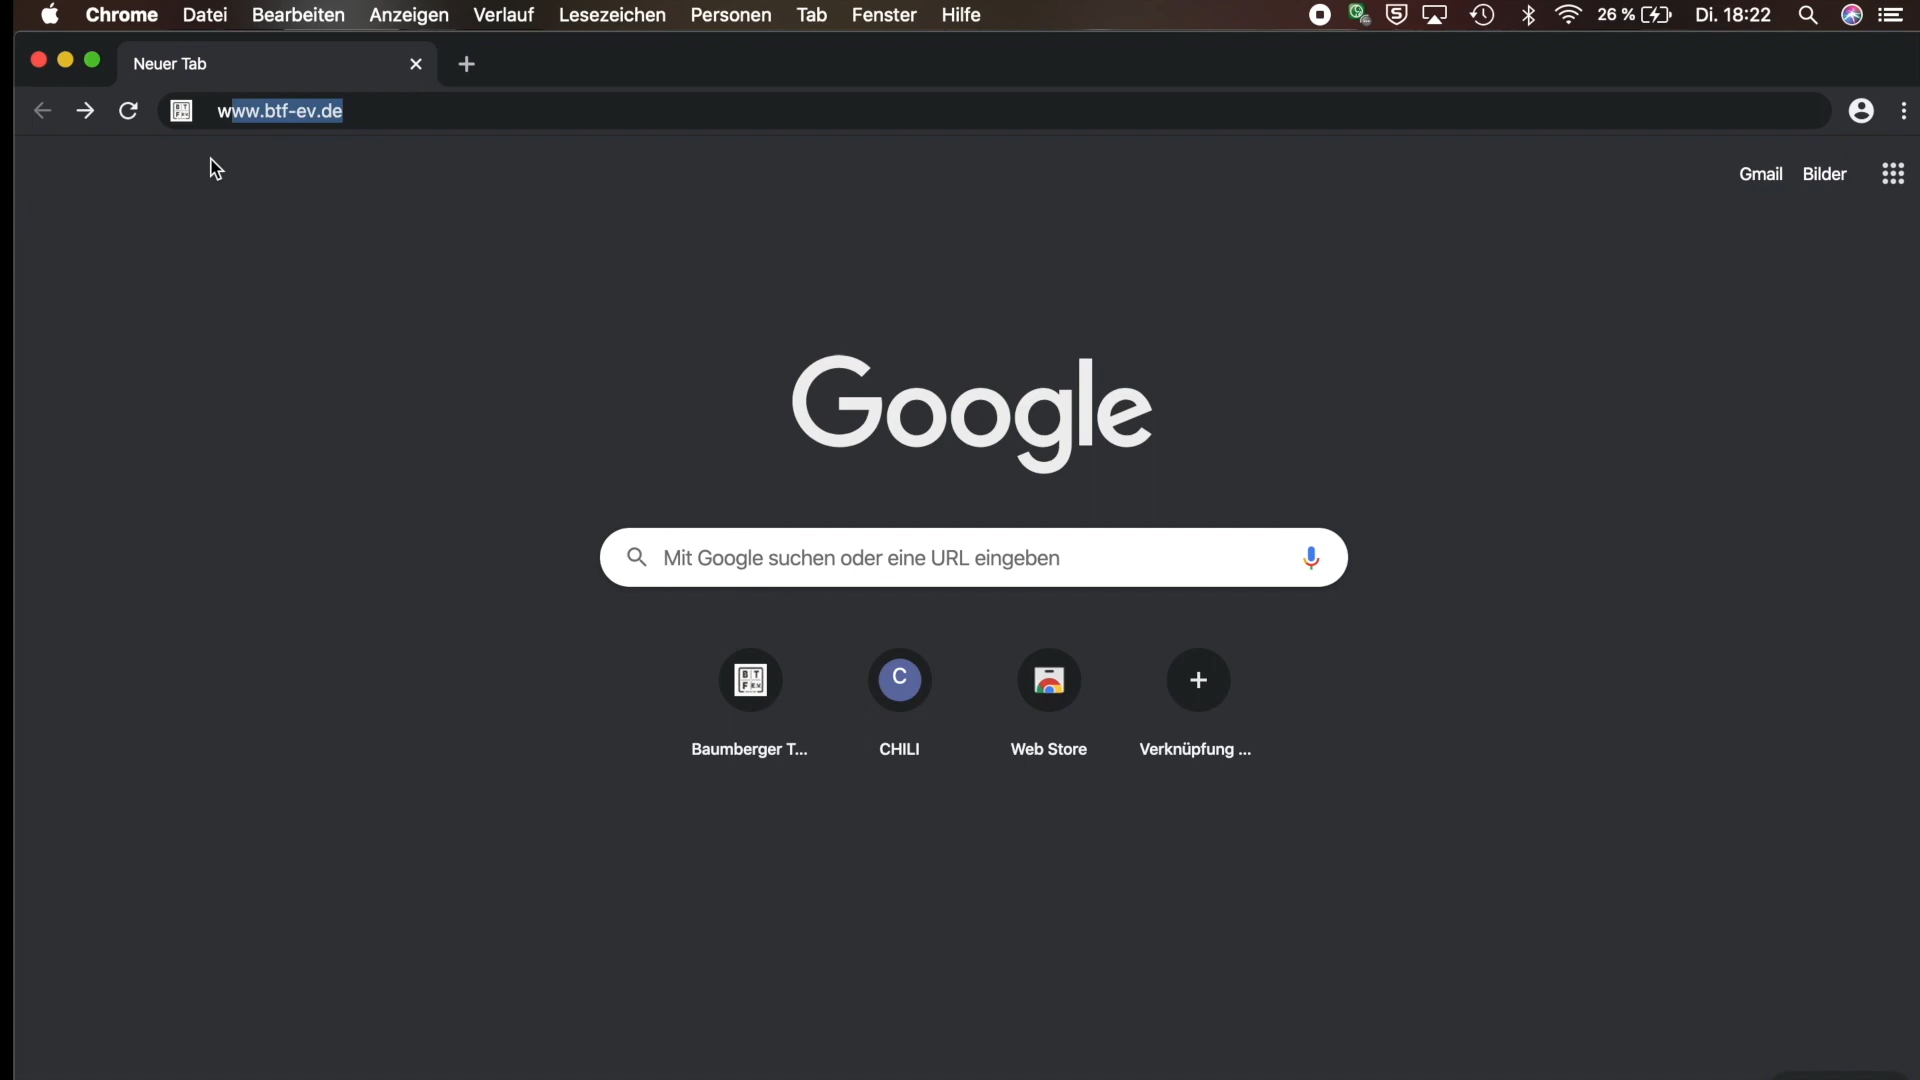 Chrome Datei Bearbeiten Anzeigen Verlauf Lesezeichen Personen Tab Fenster Hilfe 26 % Di. 18:22
Neuer Tab
www.btf-ev.de
Gmail Bilder
Google
Mit Google suchen oder eine URL eingeben
B T
F E.V.
C
Baumberger T... CHILI Web Store Verknüpfung ...